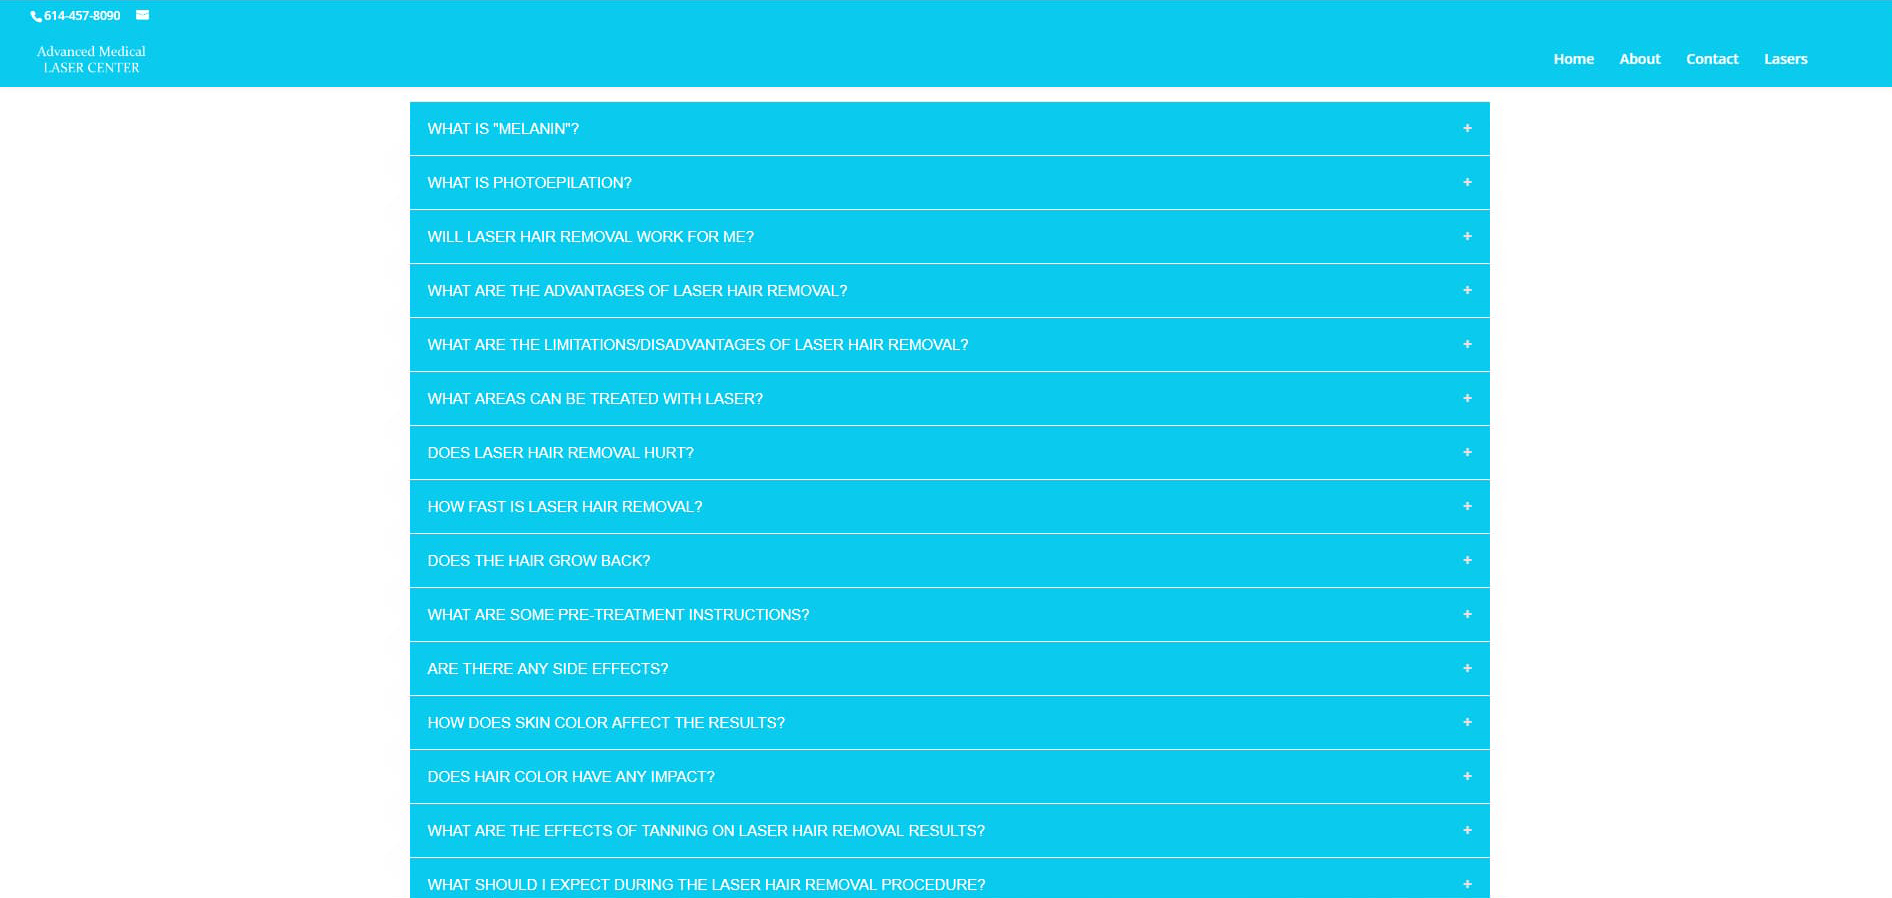 614-457-8090
Advanced Medical
LASER CENTER
Home About Contact Lasers
WHAT IS "MELANIN"? +
WHAT IS PHOTOEPILATION? +
WILL LASER HAIR REMOVAL WORK FOR ME? +
WHAT ARE THE ADVANTAGES OF LASER HAIR REMOVAL? +
WHAT ARE THE LIMITATIONS/DISADVANTAGES OF LASER HAIR REMOVAL? +
WHAT AREAS CAN BE TREATED WITH LASER? +
DOES LASER HAIR REMOVAL HURT? +
HOW FAST IS LASER HAIR REMOVAL? +
DOES THE HAIR GROW BACK? +
WHAT ARE SOME PRE-TREATMENT INSTRUCTIONS? +
ARE THERE ANY SIDE EFFECTS? +
HOW DOES SKIN COLOR AFFECT THE RESULTS? +
DOES HAIR COLOR HAVE ANY IMPACT? +
WHAT ARE THE EFFECTS OF TANNING ON LASER HAIR REMOVAL RESULTS? +
WHAT SHOULD I EXPECT DURING THE LASER HAIR REMOVAL PROCEDURE? +